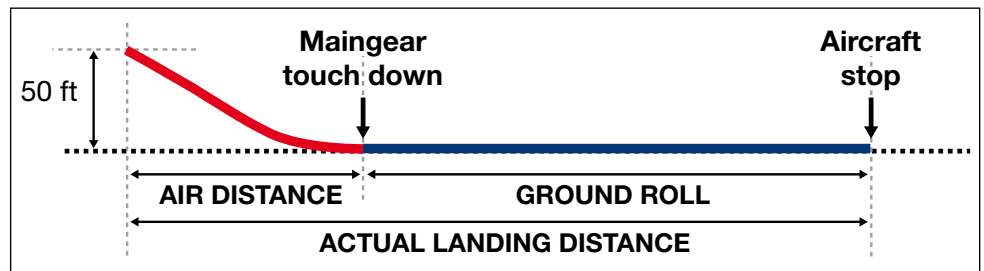 Maingear
touch down
Aircraft
stop
50 ft
AIR DISTANCE
GROUND ROLL
ACTUAL LANDING DISTANCE